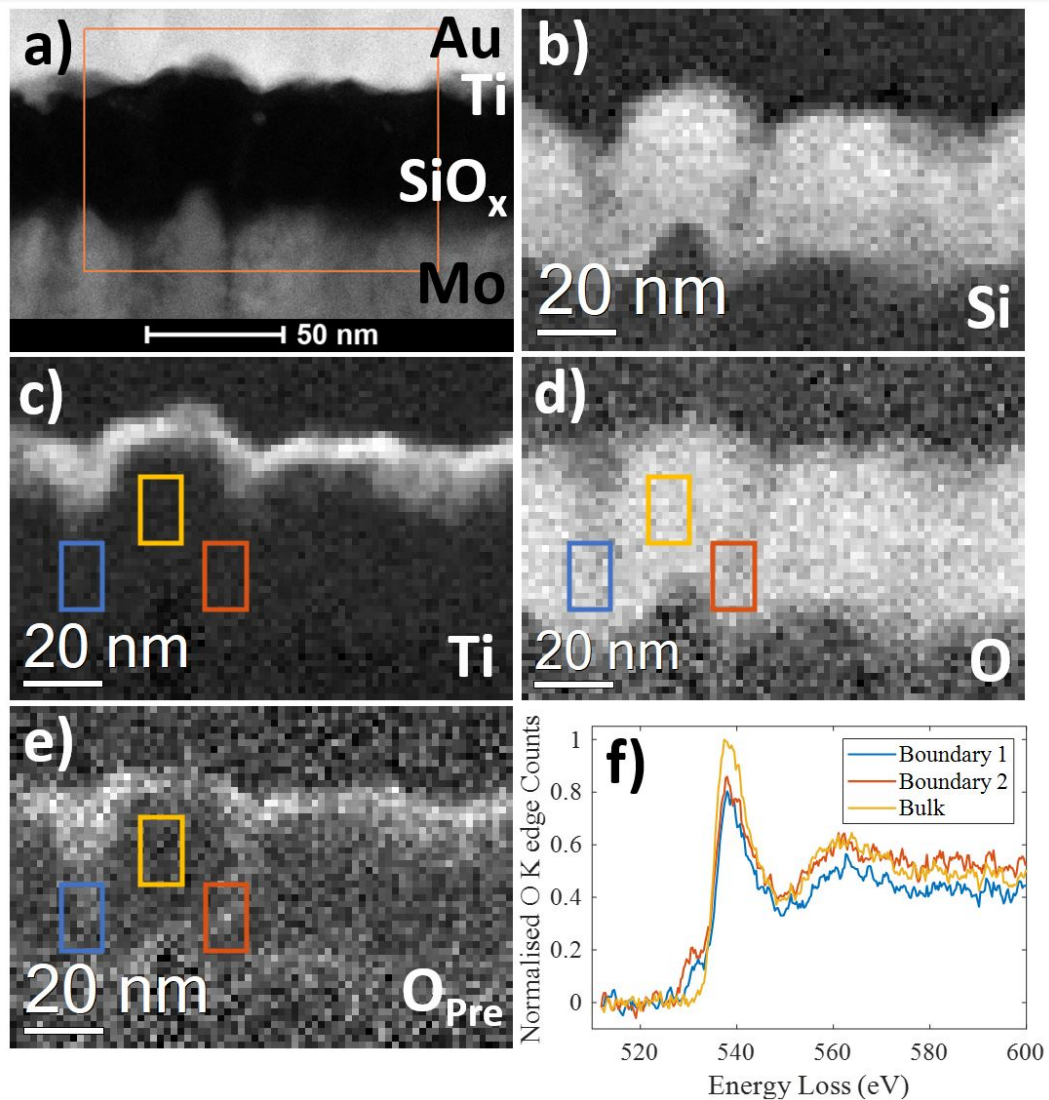 a)
Au
Ti
SiOx
Mo
50 nm
b)
20 nm
Si
c)
20 nm
Ti
d)
20 nm
O
e)
20 nm
OPre
f)
Normalised O K edge Counts
1
0.8
0.6
0.4
0.2
0
Boundary 1
Boundary 2
Bulk
520 540 560 580 600
Energy Loss (eV)